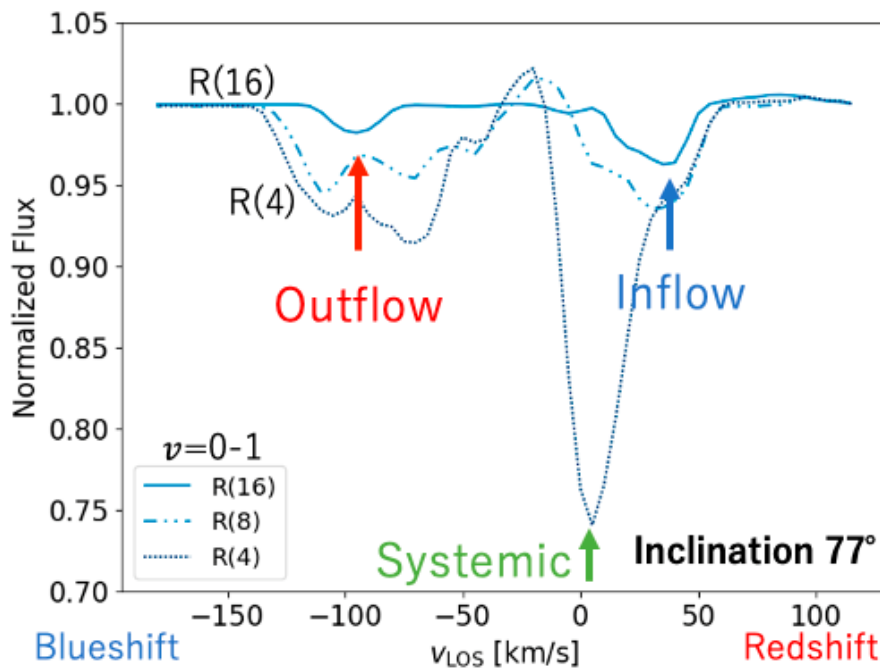 1.05
R(16)
1.00
0.95
R(4)
0.90
Outflow
Inflow
0.85
Normalized Flux
0.80
v=0-1
R(16)
R(8)
0.75
R(4)
Systemic
Inclination 77°
0.70
−150
−100
−50
0
50
100
Blueshift
vLOS [km/s]
Redshift